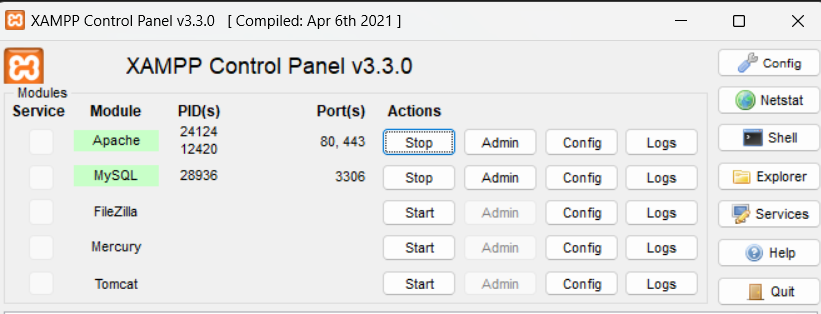 XAMPP Control Panel v3.3.0 [ Compiled: Apr 6th 2021 ]
XAMPP Control Panel v3.3.0
Config
Modules
Service Module PID(s) Port(s) Actions
Netstat
Apache 24124 12420 80, 443 Stop Admin Config Logs
Shell
MySQL 28936 3306 Stop Admin Config Logs
Explorer
FileZilla Start Admin Config Logs
Services
Mercury Start Admin Config Logs
Help
Tomcat Start Admin Config Logs
Quit